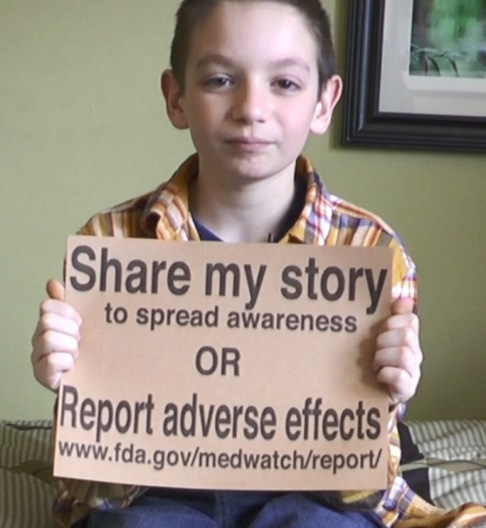 Share my story
to spread awareness
OR
Report adverse effects
www.fda.gov/medwatch/report/